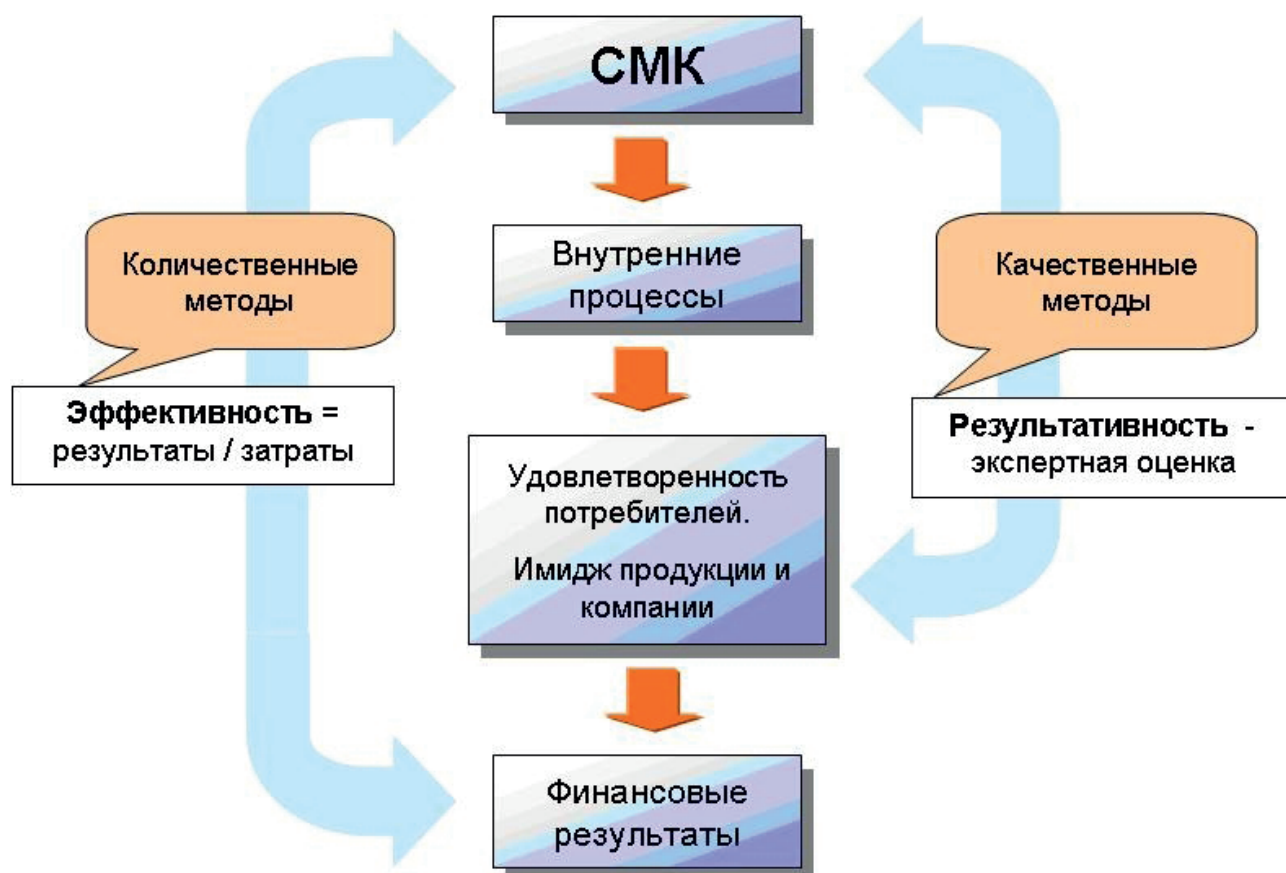 СМК
Внутренние
процессы
Количественные
методы
Качественные
методы
Эффективность =
результаты / затраты
Результативность -
экспертная оценка
Удовлетворенность
потребителей.
Имидж продукции и
компании
Финансовые
результаты